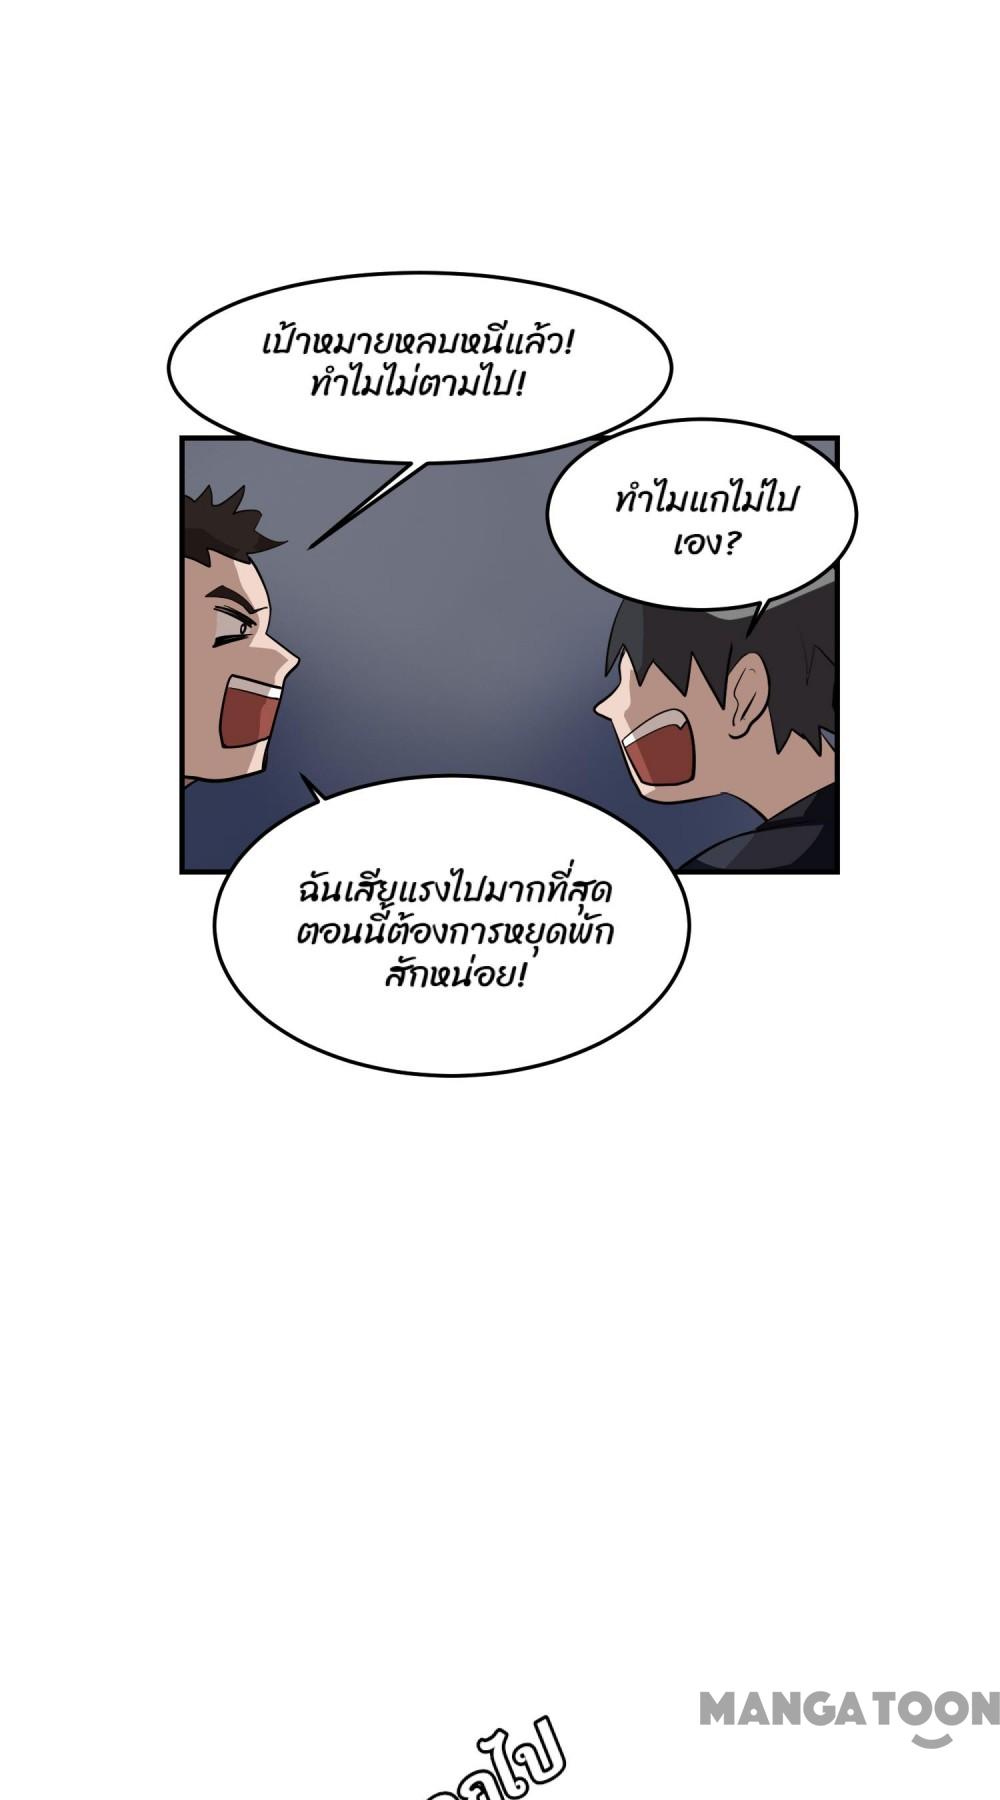 เป้าหมายหลบหนีแล้ว!
ทำไมไม่ตามไป!
ทำไมแกไม่ไป
เอง?
ฉันเสียแรงไปมากที่สุด
ตอนนี้ต้องการหยุดพัก
สักหน่อย!
MANGATOON